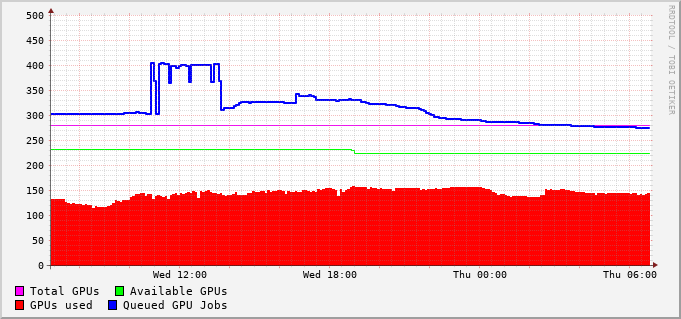 500
450
400
350
300
250
200
150
100
50
0
Wed 12:00 Wed 18:00 Thu 00:00 Thu 06:00
Total GPUs Available GPUs
GPUs used Queued GPU Jobs
RRDTOOL / TOBI OETIKER